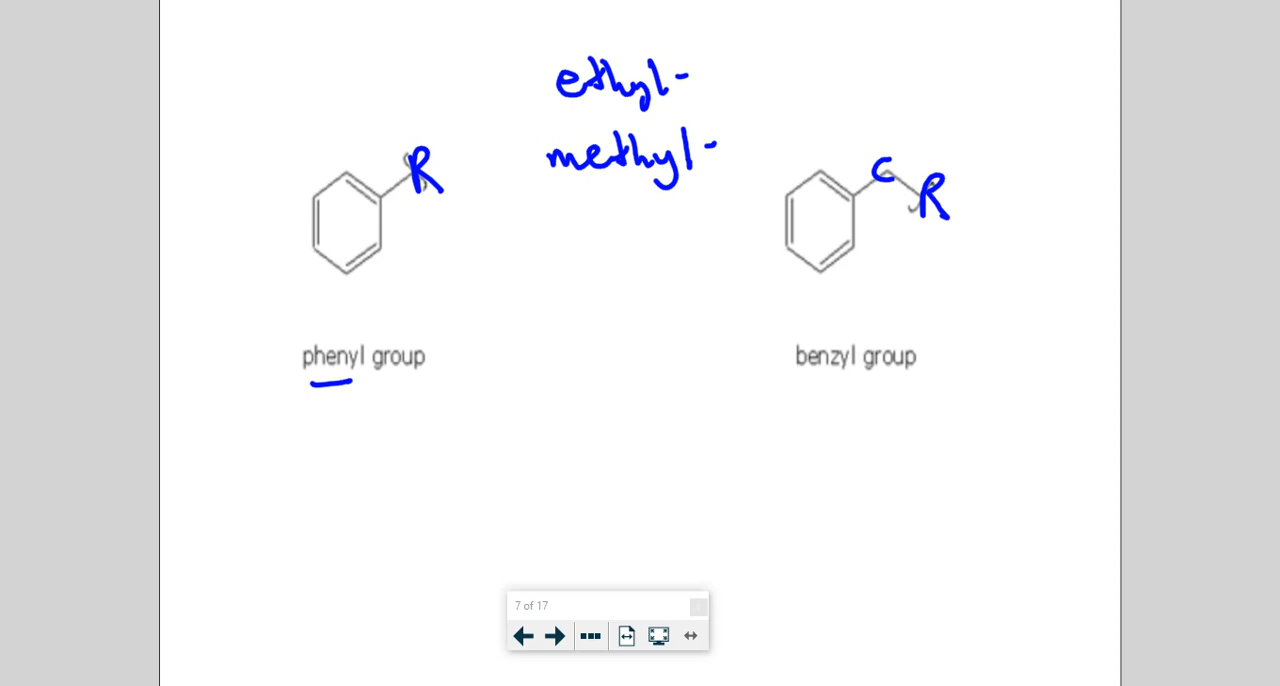 ethyl-
methyl-
R
C
R
phenyl group
benzyl group
7 of 17